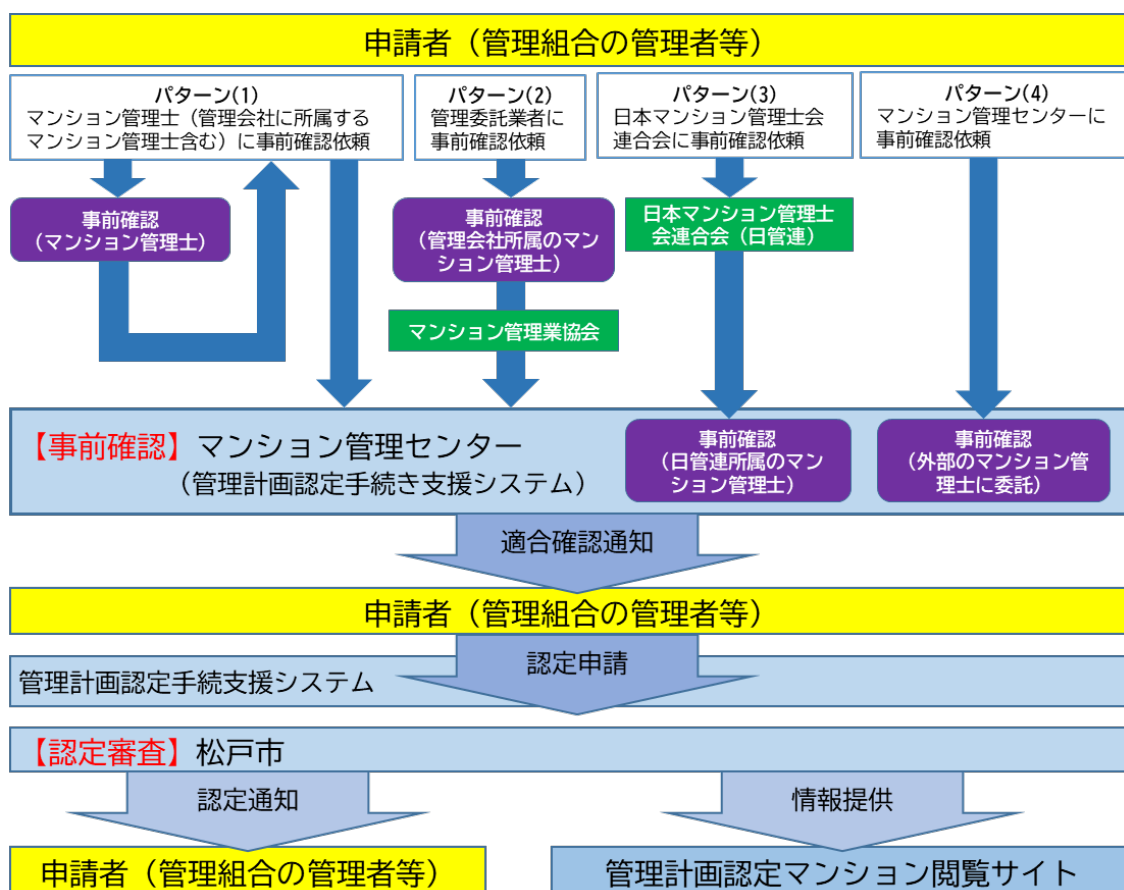 申請者（管理組合の管理者等）
パターン(1)
マンション管理士（管理会社に所属する
マンション管理士含む）に事前確認依頼
パターン(2)
管理委託業者に
事前確認依頼
パターン(3)
日本マンション管理士会
連合会に事前確認依頼
パターン(4)
マンション管理センターに
事前確認依頼
事前確認
（マンション管理士）
事前確認
（管理会社所属のマン
ション管理士）
日本マンション管理士
会連合会（日管連）
マンション管理業協会
【事前確認】マンション管理センター
（管理計画認定手続き支援システム）
事前確認
（日管連所属のマン
ション管理士）
事前確認
（外部のマンション管
理士に委託）
適合確認通知
申請者（管理組合の管理者等）
認定申請
管理計画認定手続支援システム
【認定審査】松戸市
認定通知
情報提供
申請者（管理組合の管理者等）
管理計画認定マンション閲覧サイト